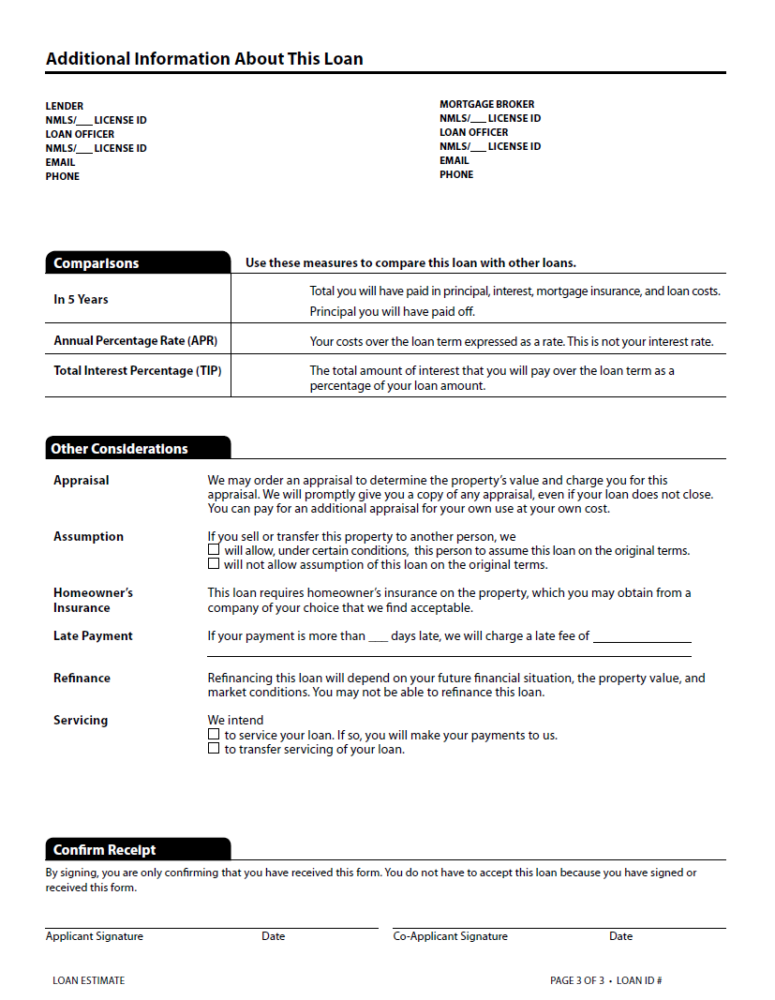 Additional Information About This Loan
LENDER
NMLS/___ LICENSE ID
LOAN OFFICER
NMLS/___ LICENSE ID
EMAIL
PHONE
MORTGAGE BROKER
NMLS/___ LICENSE ID
LOAN OFFICER
NMLS/___ LICENSE ID
EMAIL
PHONE
Comparisons
Use these measures to compare this loan with other loans.
In 5 Years
Total you will have paid in principal, interest, mortgage insurance, and loan costs.
Principal you will have paid off.
Annual Percentage Rate (APR)
Your costs over the loan term expressed as a rate. This is not your interest rate.
Total Interest Percentage (TIP)
The total amount of interest that you will pay over the loan term as a
percentage of your loan amount.
Other Considerations
Appraisal
We may order an appraisal to determine the property’s value and charge you for this
appraisal. We will promptly give you a copy of any appraisal, even if your loan does not close.
You can pay for an additional appraisal for your own use at your own cost.
Assumption
If you sell or transfer this property to another person, we
☐ will allow, under certain conditions, this person to assume this loan on the original terms.
☐ will not allow assumption of this loan on the original terms.
Homeowner’s
Insurance
This loan requires homeowner’s insurance on the property, which you may obtain from a
company of your choice that we find acceptable.
Late Payment
If your payment is more than ___ days late, we will charge a late fee of _______________
Refinance
Refinancing this loan will depend on your future financial situation, the property value, and
market conditions. You may not be able to refinance this loan.
Servicing
We intend
☐ to service your loan. If so, you will make your payments to us.
☐ to transfer servicing of your loan.
Confirm Receipt
By signing, you are only confirming that you have received this form. You do not have to accept this loan because you have signed or
received this form.
Applicant Signature Date Co-Applicant Signature Date
LOAN ESTIMATE PAGE 3 OF 3 • LOAN ID #